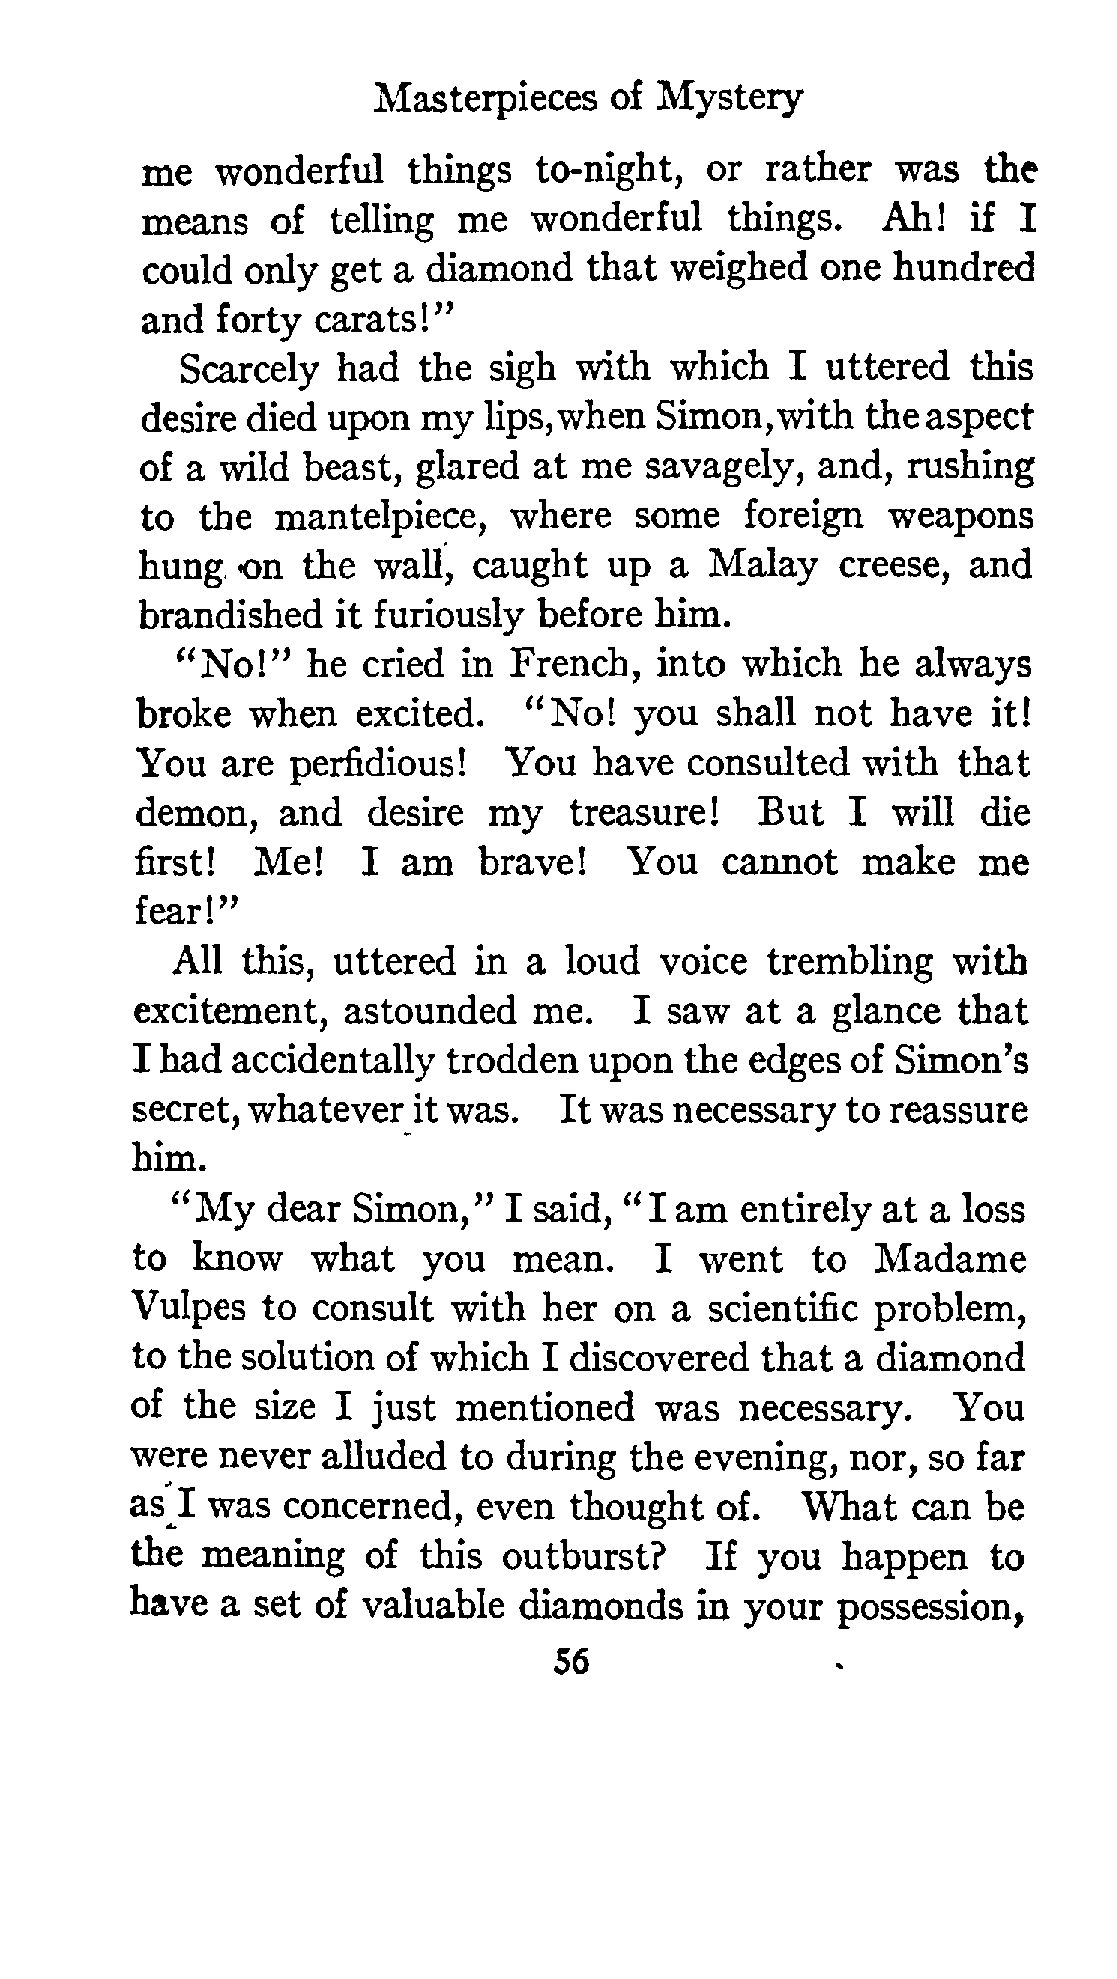 Masterpieces of Mystery
me wonderful things to-night, or rather was the
means of telling me wonderful things. Ah! if I
could only get a diamond that weighed one hundred
and forty carats!"
Scarcely had the sigh with which I uttered this
desire died upon my lips, when Simon, with the aspect
of a wild beast, glared at me savagely, and, rushing
to the mantelpiece, where some foreign weapons
hung on the wall, caught up a Malay creese, and
brandished it furiously before him.
"No!" he cried in French, into which he always
broke when excited. "No! you shall not have it!
You are perfidious! You have consulted with that
demon, and desire my treasure! But I will die
first! Me! I am brave! You cannot make me
fear!"
All this, uttered in a loud voice trembling with
excitement, astounded me. I saw at a glance that
I had accidentally trodden upon the edges of Simon's
secret, whatever it was. It was necessary to reassure
him.
"My dear Simon," I said, "I am entirely at a loss
to know what you mean. I went to Madame
Vulpes to consult with her on a scientific problem,
to the solution of which I discovered that a diamond
of the size I just mentioned was necessary. You
were never alluded to during the evening, nor, so far
as I was concerned, even thought of. What can be
the meaning of this outburst? If you happen to
have a set of valuable diamonds in your possession,
56